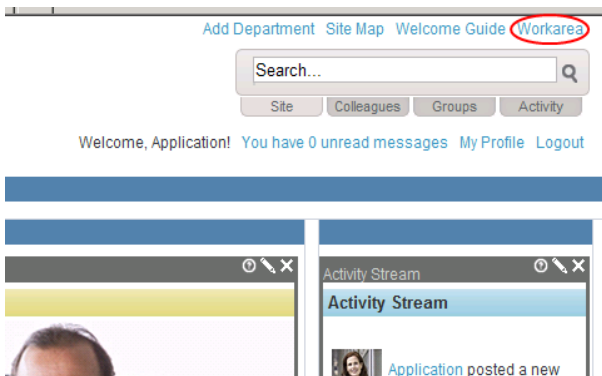 Add Department Site Map Welcome Guide Workarea
Search...
Site Colleagues Groups Activity
Welcome, Application! You have 0 unread messages My Profile Logout
Activity Stream
Activity Stream
Application posted a new